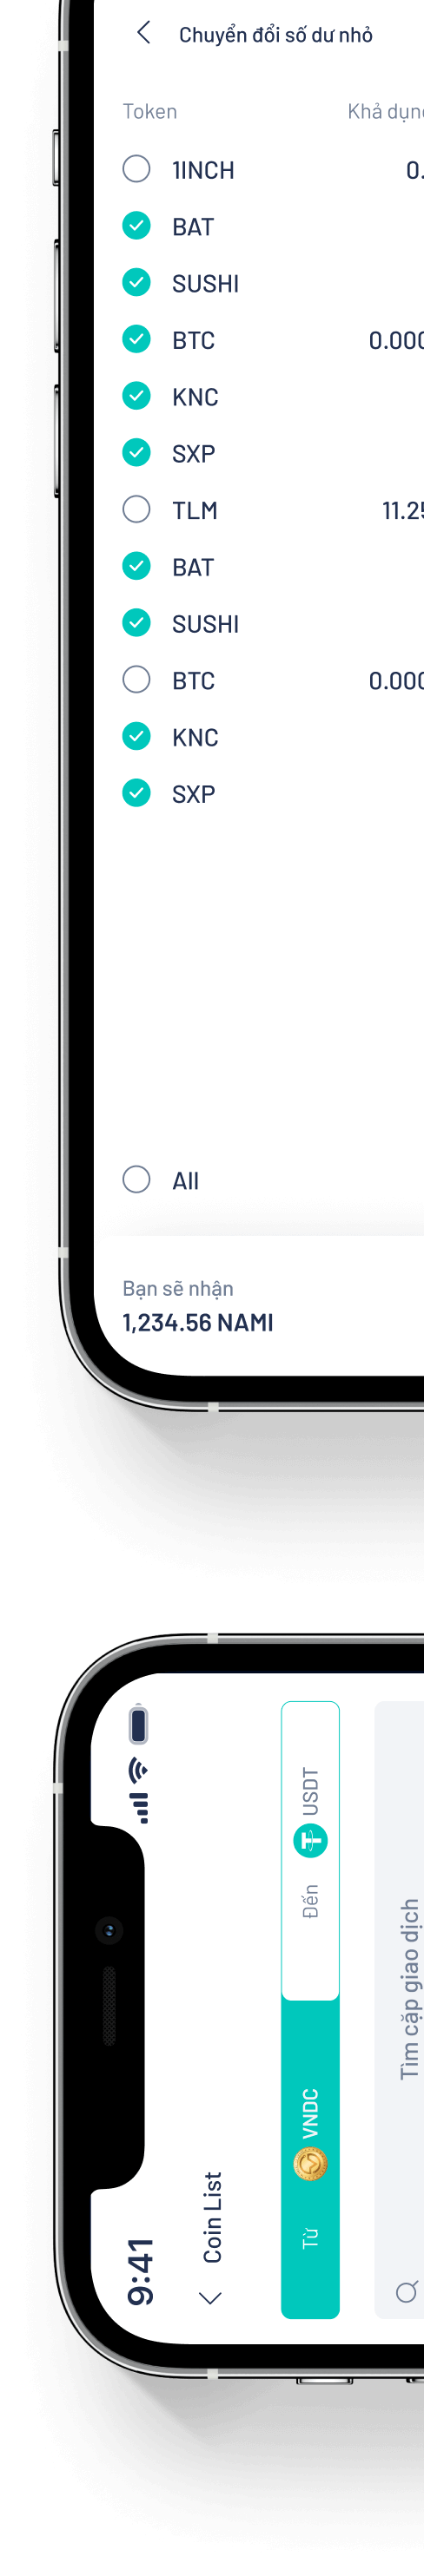 Chuyển đổi số dư nhỏ
Token Khả dụng
1INCH 0.
BAT
SUSHI
BTC 0.000
KNC
SXP
TLM 11.25
BAT
SUSHI
BTC 0.000
KNC
SXP
All
Bạn sẽ nhận
1,234.56 NAMI
9:41
Coin List
Từ VNDC Đến USDT
Tìm cặp giao dịch